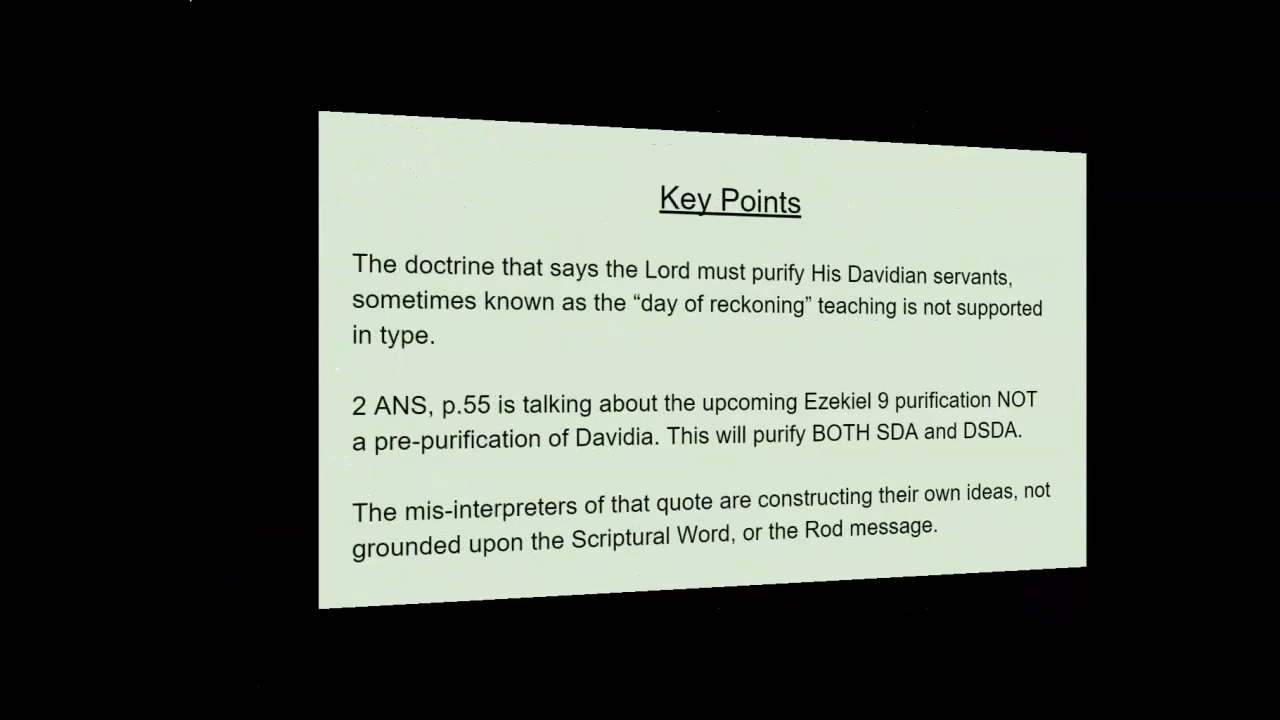 Key Points
The doctrine that says the Lord must purify His Davidian servants,
sometimes known as the “day of reckoning” teaching is not supported
in type.
2 ANS, p.55 is talking about the upcoming Ezekiel 9 purification NOT
a pre-purification of Davidia. This will purify BOTH SDA and DSDA.
The mis-interpreters of that quote are constructing their own ideas, not
grounded upon the Scriptural Word, or the Rod message.